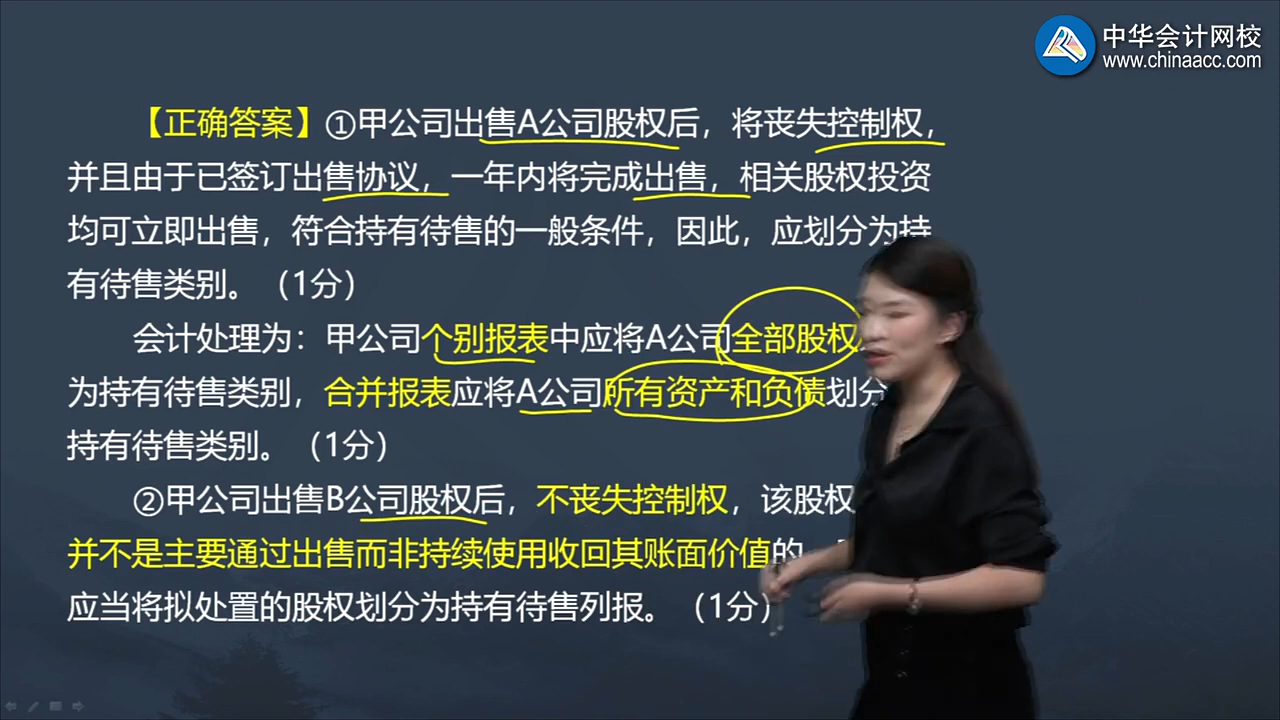 中华会计网校
www.chinaacc.com
【正确答案】①甲公司出售A公司股权后，将丧失控制权，
并且由于已签订出售协议，一年内将完成出售，相关股权投资
均可立即出售，符合持有待售的一般条件，因此，应划分为持
有待售类别。（1分）
会计处理为：甲公司个别报表中应将A公司全部股权
为持有待售类别，合并报表应将A公司所有资产和负债划分
持有待售类别。（1分）
②甲公司出售B公司股权后，不丧失控制权，该股权
并不是主要通过出售而非持续使用收回其账面价值的，
应当将拟处置的股权划分为持有待售列报。（1分）